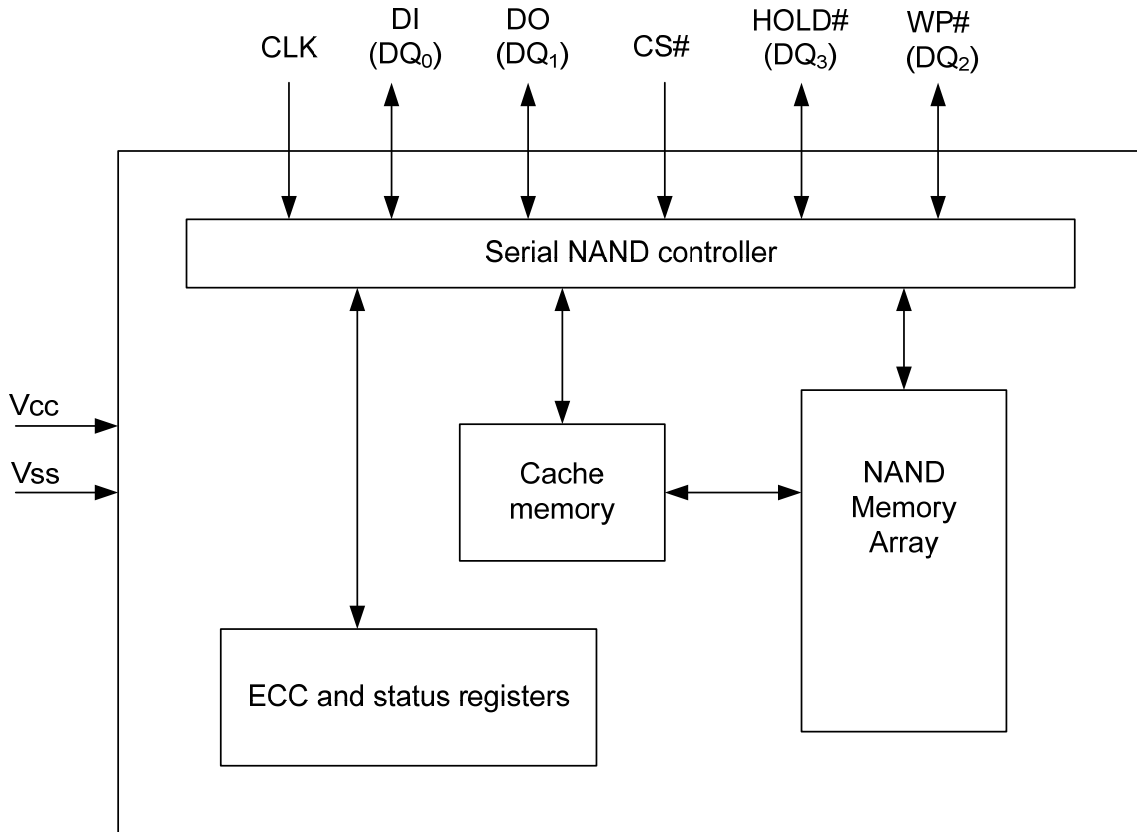 CLK
DI
(DQ₀)
DO
(DQ₁)
CS#
HOLD#
(DQ₃)
WP#
(DQ₂)
Serial NAND controller
Vcc
Vss
Cache
memory
NAND
Memory
Array
ECC and status registers